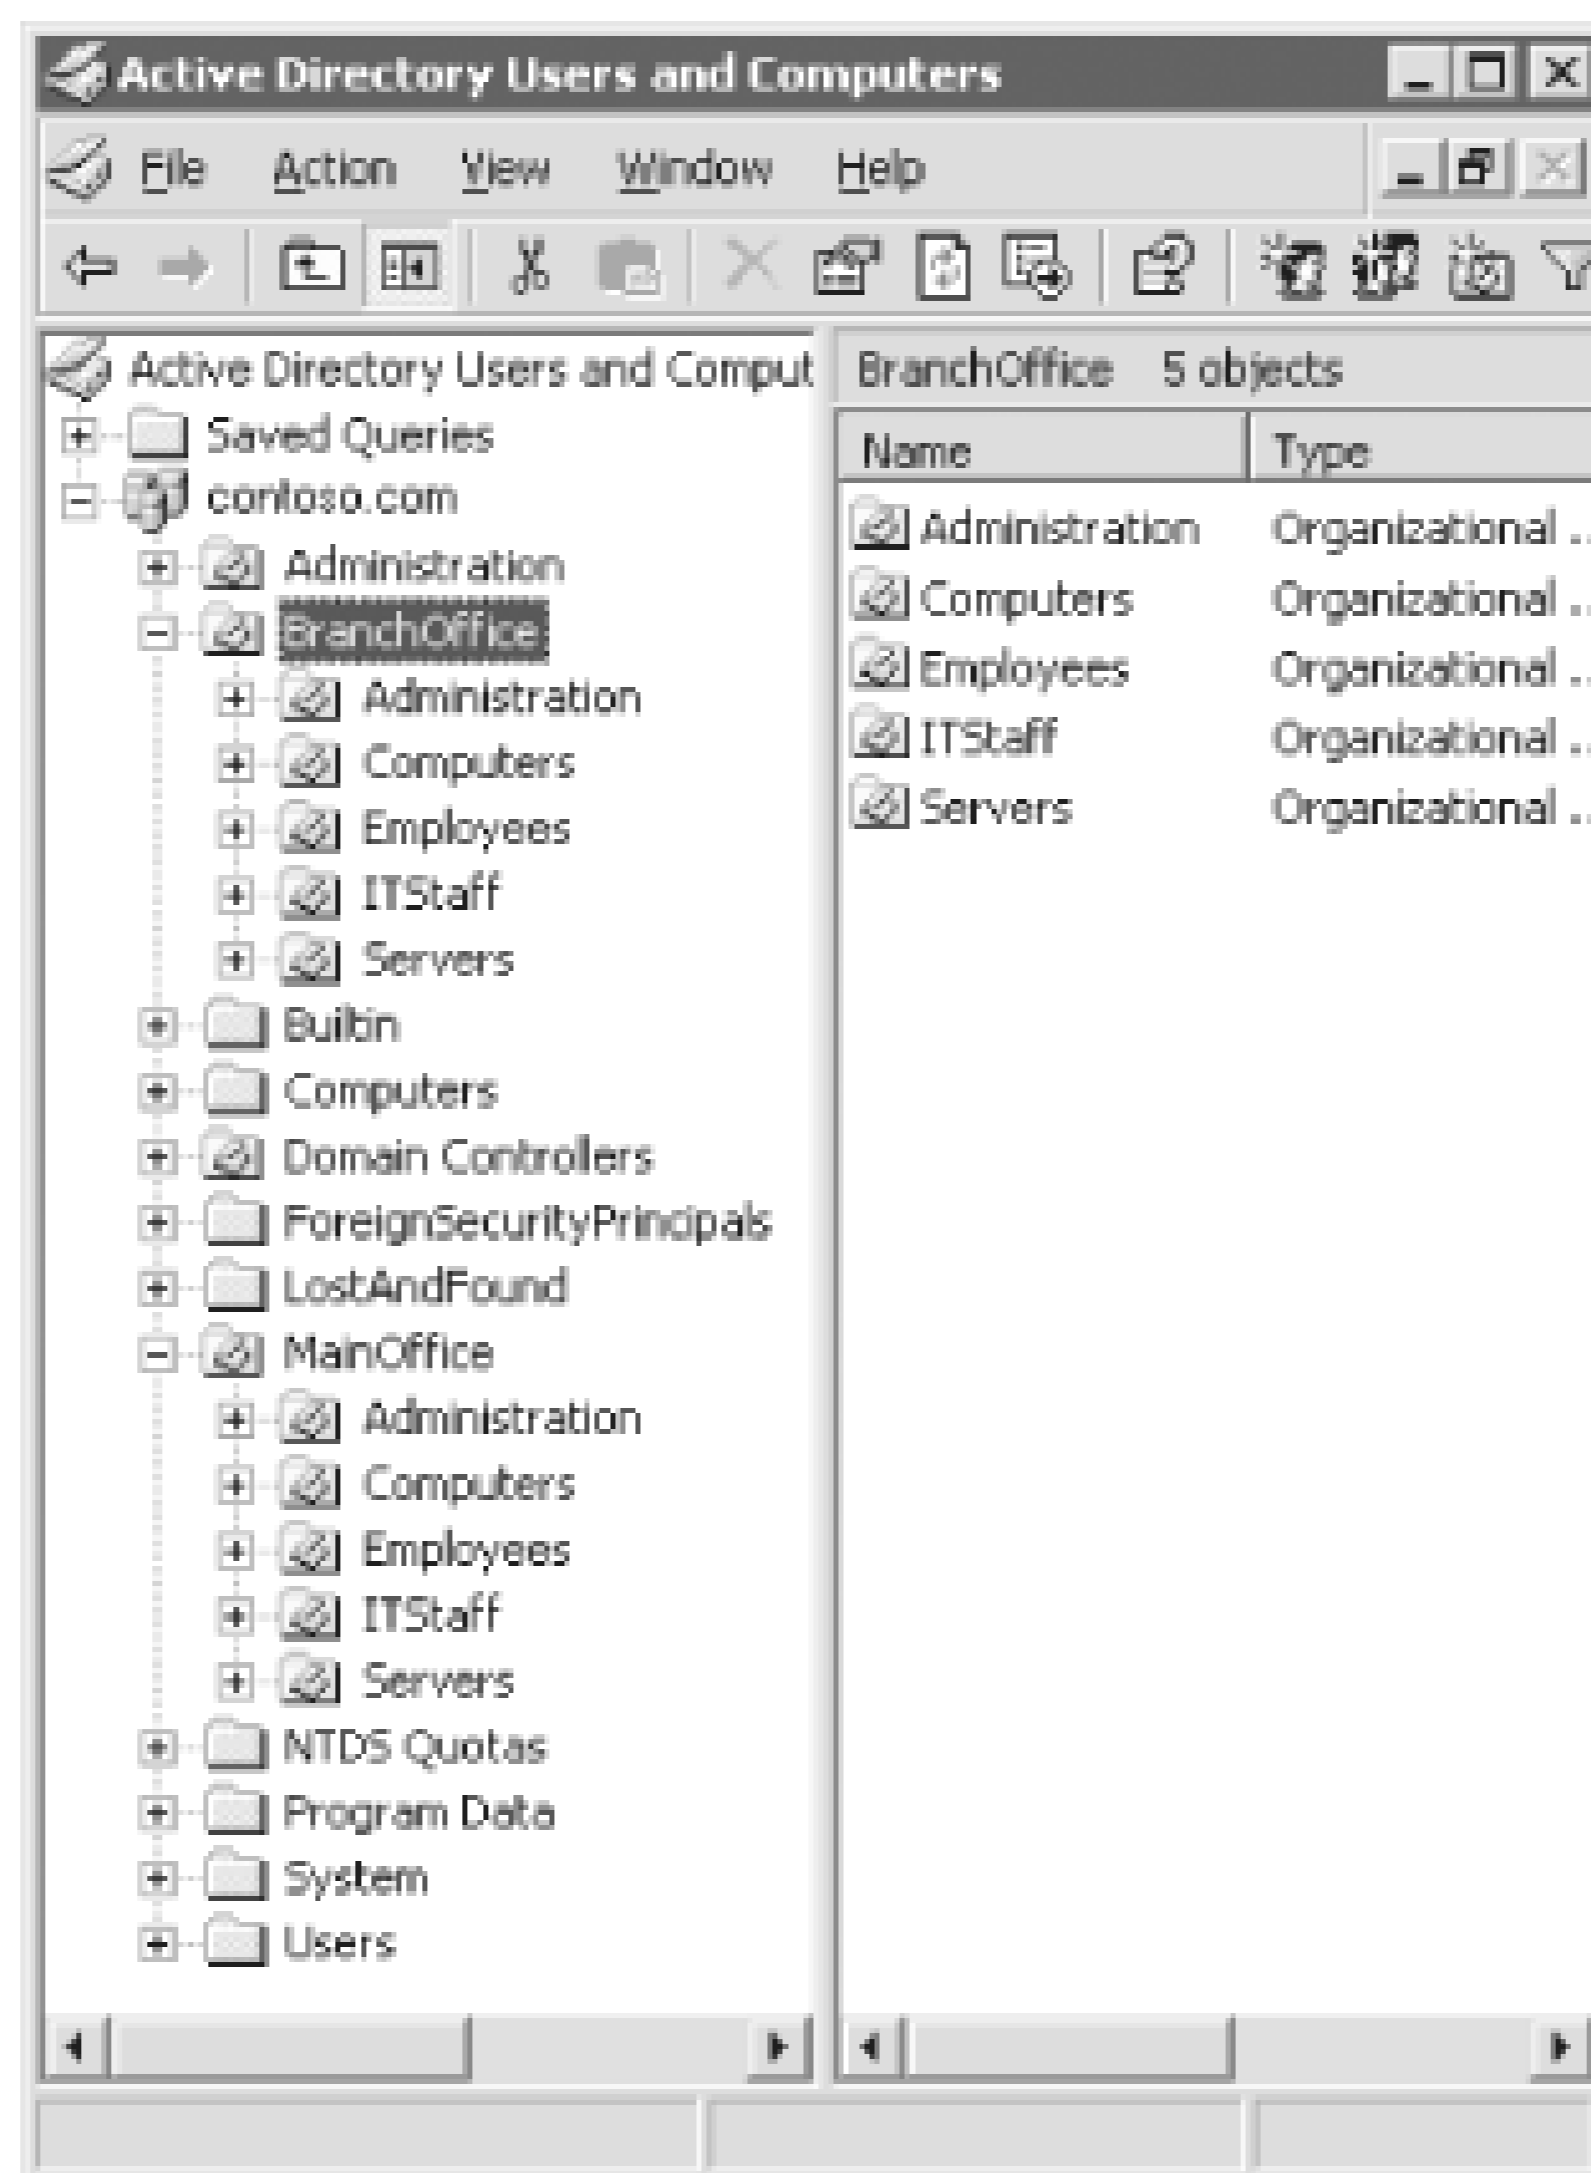 Active Directory Users and Computers
File Action View Window Help
Active Directory Users and Comput
Saved Queries
contoso.com
Administration
BranchOffice
Administration
Computers
Employees
ITStaff
Servers
Builtin
Computers
Domain Controllers
ForeignSecurityPrincipals
LostAndFound
MainOffice
Administration
Computers
Employees
ITStaff
Servers
NTDS Quotas
Program Data
System
Users
BranchOffice 5 objects
Name Type
Administration Organizational ...
Computers Organizational ...
Employees Organizational ...
ITStaff Organizational ...
Servers Organizational ...